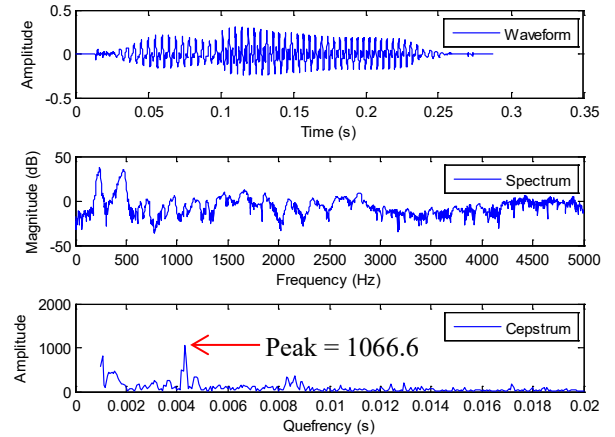 0.5
0
-0.5
Amplitude
Waveform
0 0.05 0.1 0.15 0.2 0.25 0.3 0.35
Time (s)
50
0
-50
Magnitude (dB)
Spectrum
0 500 1000 1500 2000 2500 3000 3500 4000 4500 5000
Frequency (Hz)
2000
1000
0
Amplitude
Cepstrum
Peak = 1066.6
0 0.002 0.004 0.006 0.008 0.01 0.012 0.014 0.016 0.018 0.02
Quefrency (s)